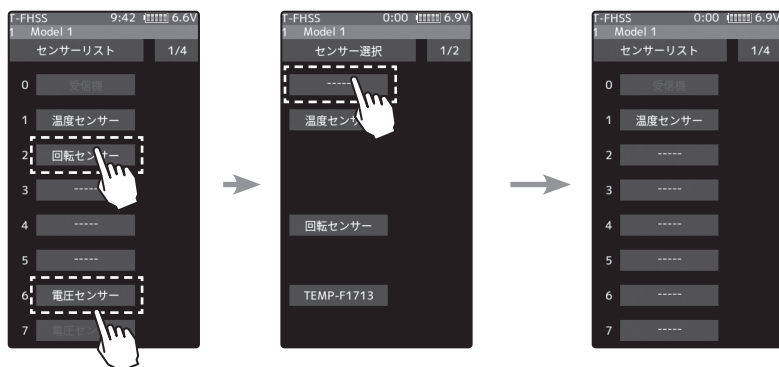 T-FHSS 9:42 6.6V
1 Model 1
センサーリスト 1/4
0 受信機
1 温度センサー
2 回転センサー
3 -----
4 -----
5 -----
6 電圧センサー
7 電圧セン
T-FHSS 0:00 6.9V
1 Model 1
センサー選択 1/2
-----
温度センサ
回転センサー
TEMP-F1713
T-FHSS 0:00 6.9V
1 Model 1
センサーリスト 1/4
0 受信機
1 温度センサー
2 -----
3 -----
4 -----
5 -----
6 -----
7 -----